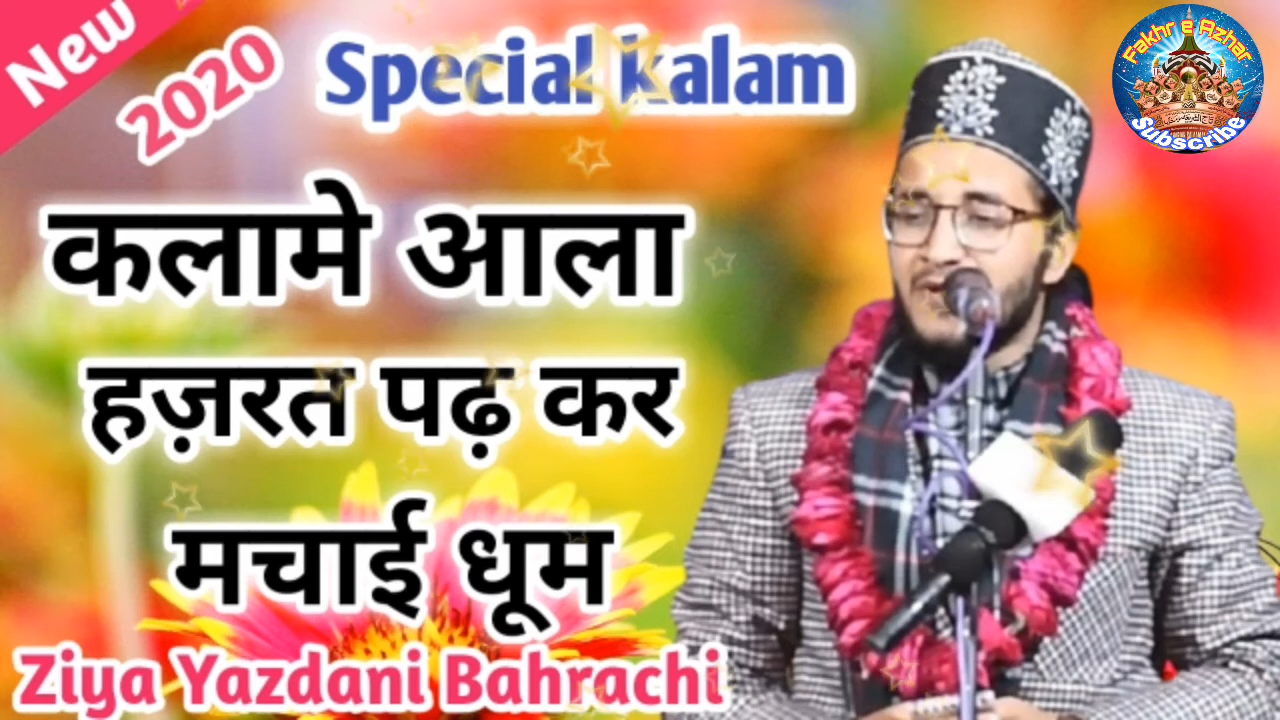 New
2020
Special kalam
Fakhr e Azhar
Subscribe
कलामे आला
हज़रत पढ़ कर
मचाई धूम
Ziya Yazdani Bahrachi